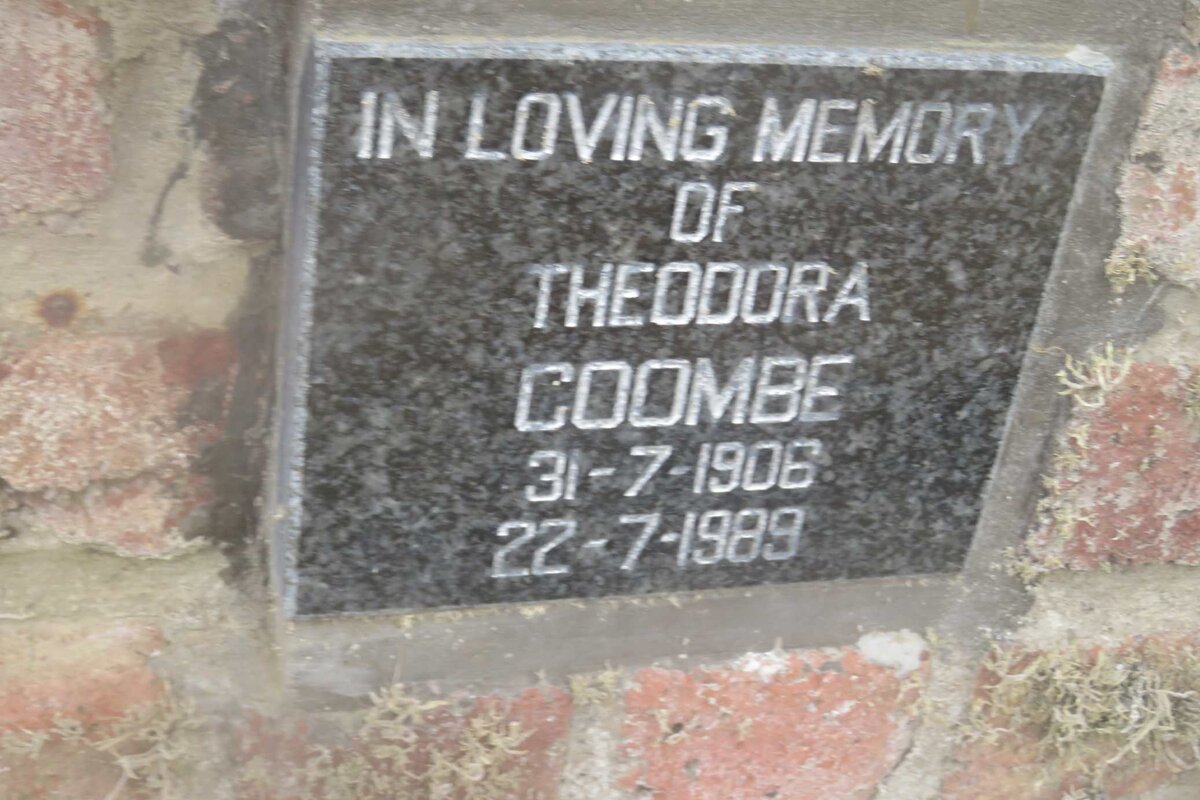 IN LOVING MEMORY
OF
THEODORA
COOMBE
31-7-1906
22-7-1989